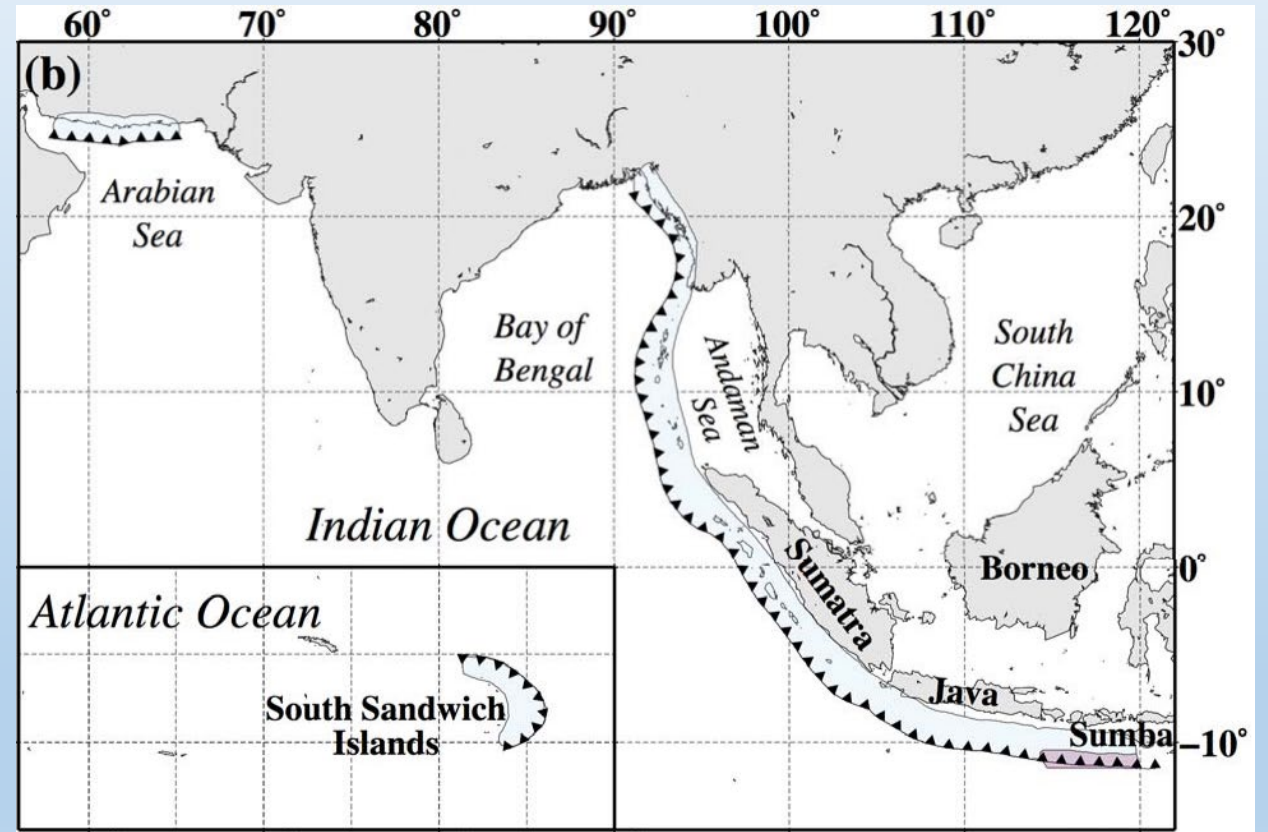 60° 70° 80° 90° 100° 110° 120°
30°
(b)
Arabian
Sea
20°
Bay of
Bengal
Andaman
Sea
South
China
Sea
10°
Indian Ocean
Sumatra
Borneo
0°
Atlantic Ocean
South Sandwich
Islands
Java
Sumba
−10°